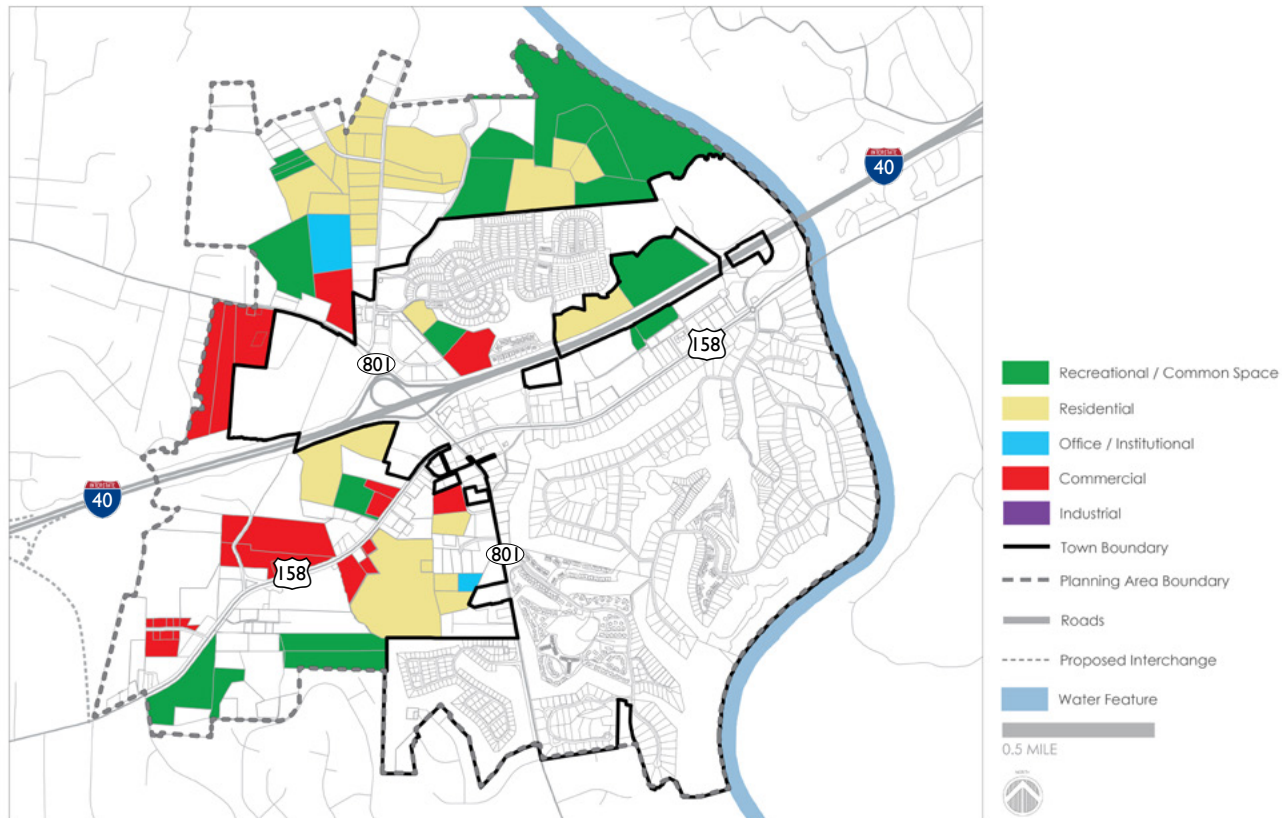 INTERSTATE
40
158
801
INTERSTATE
40
158
801
Recreational / Common Space
Residential
Office / Institutional
Commercial
Industrial
Town Boundary
Planning Area Boundary
Roads
Proposed Interchange
Water Feature
0.5 MILE
NORTH